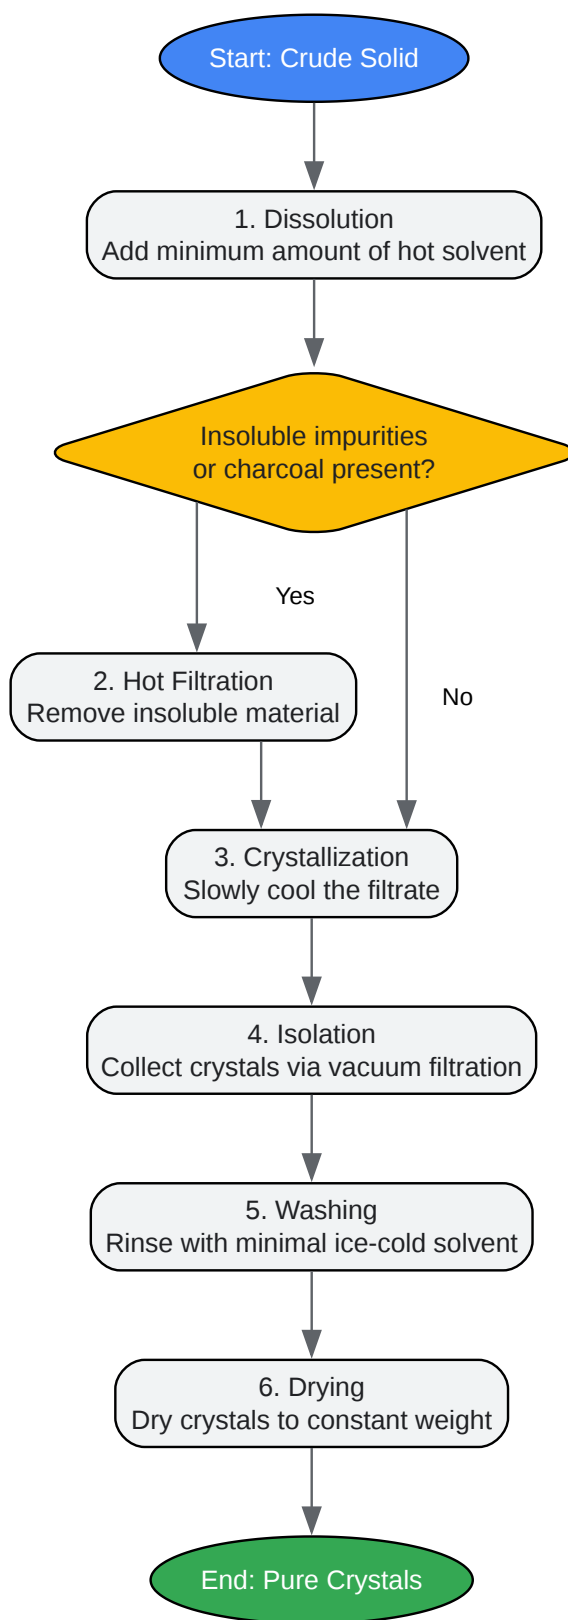 Start: Crude Solid
1. Dissolution
Add minimum amount of hot solvent
Insoluble impurities
or charcoal present?
Yes
2. Hot Filtration
Remove insoluble material
No
3. Crystallization
Slowly cool the filtrate
4. Isolation
Collect crystals via vacuum filtration
5. Washing
Rinse with minimal ice-cold solvent
6. Drying
Dry crystals to constant weight
End: Pure Crystals